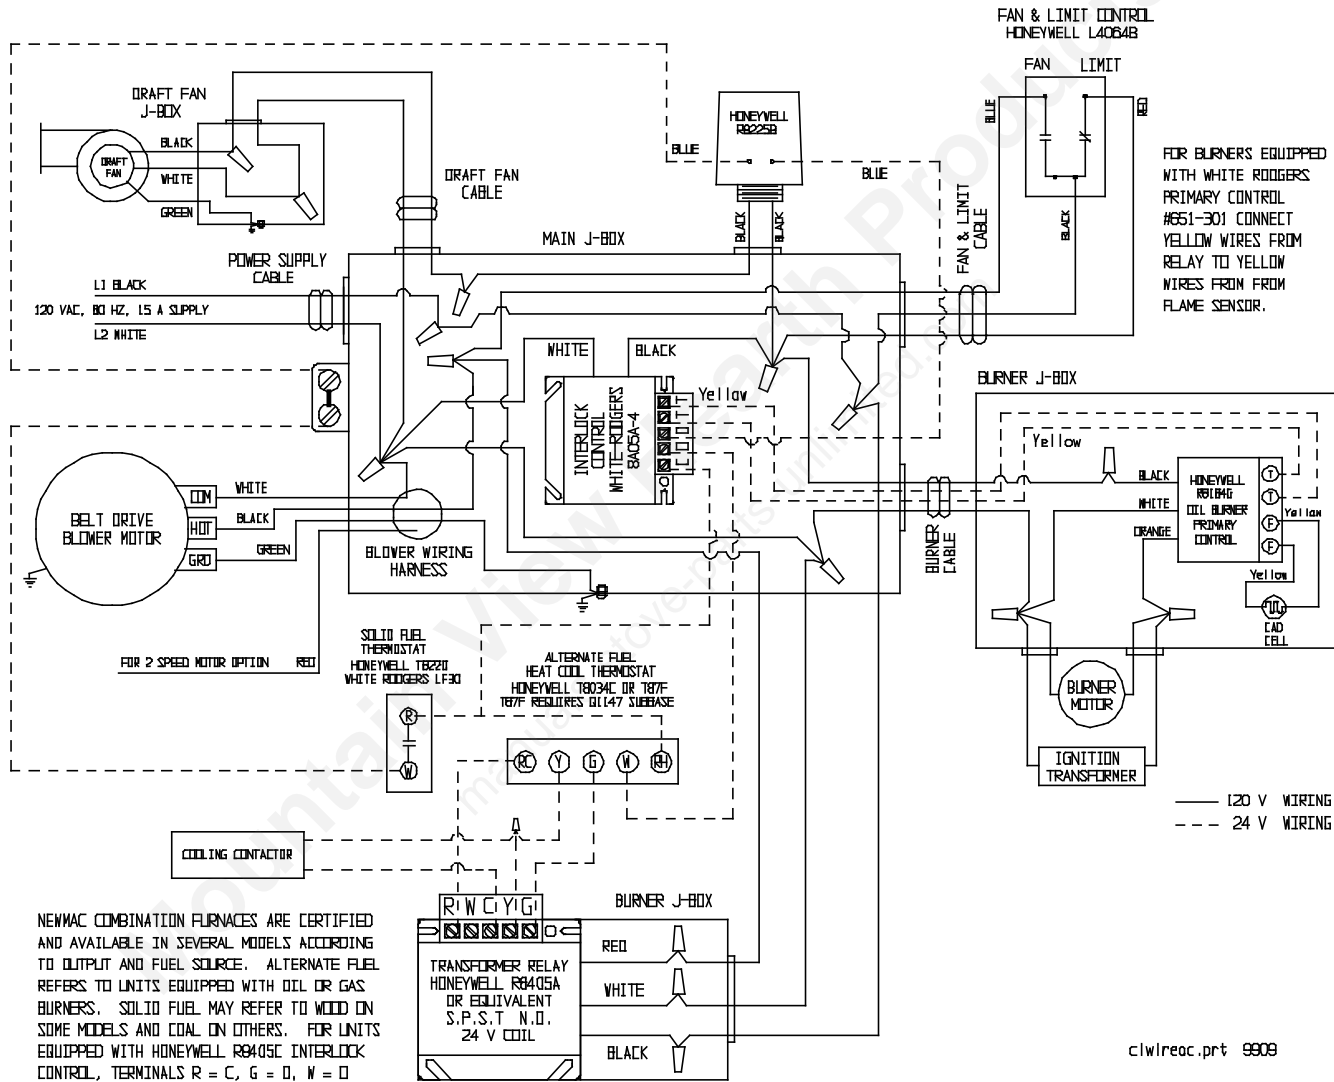 FAN & LIMIT CONTROL
HONEYWELL L4064B
FAN
LIMIT
BLUE
RED
BLACK
DRAFT FAN
J-BOX
BLACK
WHITE
GREEN
DRAFT
FAN
HONEYWELL
R8225B
BLUE
BLUE
BLACK
BLACK
DRAFT FAN
CABLE
FAN & LIMIT
CABLE
FOR BURNERS EQUIPPED
WITH WHITE RODGERS
PRIMARY CONTROL
#651-301 CONNECT
YELLOW WIRES FROM
RELAY TO YELLOW
WIRES FROM FROM
FLAME SENSOR.
MAIN J-BOX
POWER SUPPLY
CABLE
L1 BLACK
120 VAC, 60 HZ, 15 A SUPPLY
L2 WHITE
WHITE
BLACK
INTERLOCK
CONTROL
WHITE-RODGERS
8A05A-4
C O O T T
Yellow
BURNER J-BOX
Yellow
BLACK
WHITE
ORANGE
HONEYWELL
R8184G
OIL BURNER
PRIMARY
CONTROL
T
T
F
F
Yellow
Yellow
CAD
CELL
BURNER
CABLE
BURNER
MOTOR
IGNITION
TRANSFORMER
BELT DRIVE
BLOWER MOTOR
COM
HOT
GRD
WHITE
BLACK
GREEN
BLOWER WIRING
HARNESS
FOR 2 SPEED MOTOR OPTION RED
SOLID FUEL
THERMOSTAT
HONEYWELL T822D
WHITE RODGERS 1F30
R
W
ALTERNATE FUEL
HEAT COOL THERMOSTAT
HONEYWELL T8034C OR T87F
T87F REQUIRES Q1147 SUBBASE
RC Y G W RH
120 V WIRING
24 V WIRING
COOLING CONTACTOR
R W C Y G
TRANSFORMER RELAY
HONEYWELL R8405A
OR EQUIVALENT
S.P.S.T N.O.
24 V COIL
BURNER J-BOX
RED
WHITE
BLACK
NEWMAC COMBINATION FURNACES ARE CERTIFIED
AND AVAILABLE IN SEVERAL MODELS ACCORDING
TO OUTPUT AND FUEL SOURCE. ALTERNATE FUEL
REFERS TO UNITS EQUIPPED WITH OIL OR GAS
BURNERS. SOLID FUEL MAY REFER TO WOOD ON
SOME MODELS AND COAL ON OTHERS. FOR UNITS
EQUIPPED WITH HONEYWELL R8405C INTERLOCK
CONTROL, TERMINALS R = C, G = O, W = O
clwlreoc.prt 9909
Mountain View Hearth Product